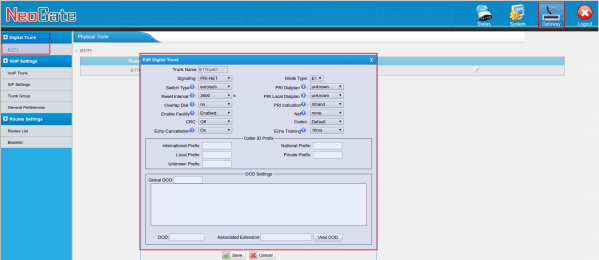 NeoGate
Status System Gateway Logout
Digital Trunk
E1/T1
VoIP Settings
VoIP Trunk
SIP Settings
Trunk Group
General Preferences
Routes Settings
Routes List
Blacklist
Physical Trunk
E1/T1
Edit Digital Trunk X
Trunk Name: E1Trunk1
Signaling: PRI-NET Mode Type: E1
Switch Type: euroisdn PRI Dialplan: unknown
Reset Interval: 3600 s PRI Local Dialplan: unknown
Overlap Dial: no PRI Indication: inband
Enable Facility: Enabled Nsf: none
CRC: Off Codec: Default
Echo Cancellation: On Echo Training: 16ms
Caller ID Prefix
International Prefix: National Prefix:
Local Prefix: Private Prefix:
Unknown Prefix:
DOD Settings
Global DOD:
DOD: Associated Extension: Add DOD
Save Cancel